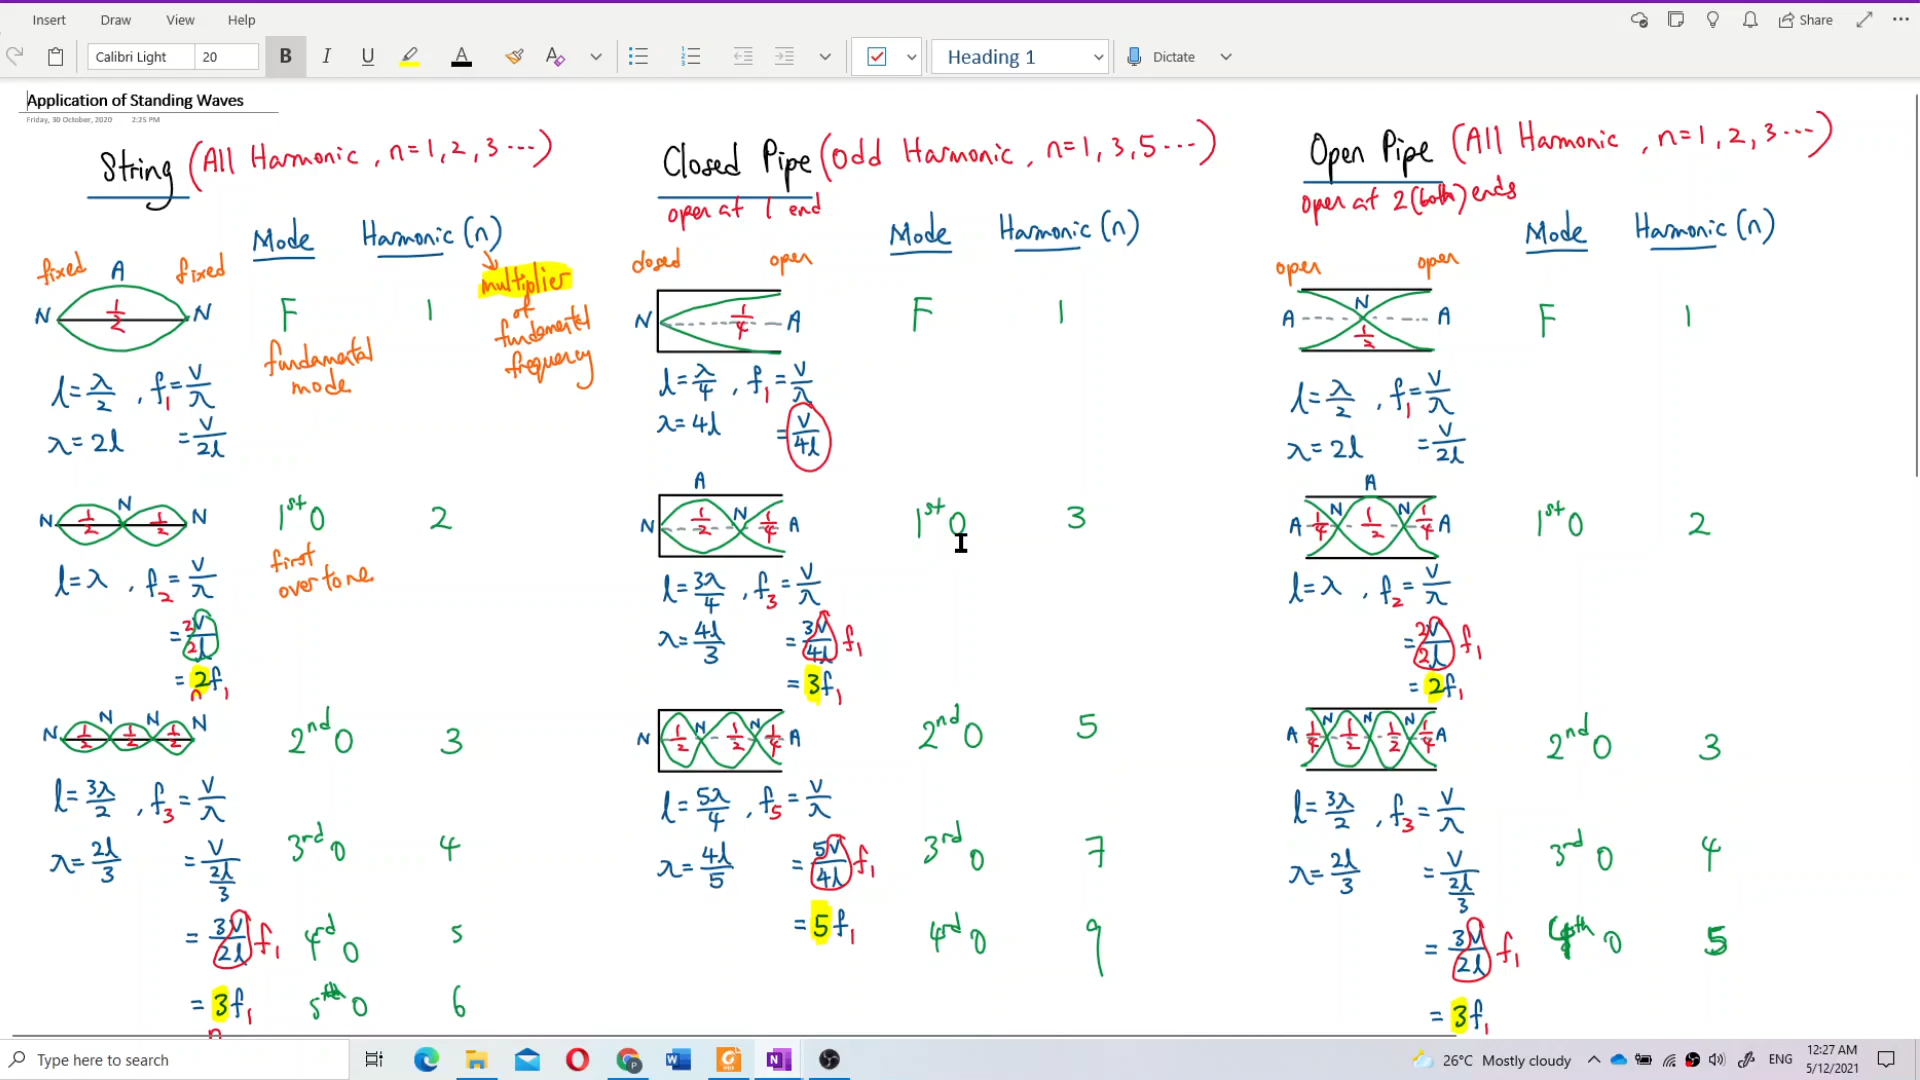 Insert Draw View Help
Share
Calibri Light 20 B I U A Heading 1 Dictate
Application of Standing Waves
Friday, 30 October, 2020 2:25 PM
String (All Harmonic, n=1,2,3...)
Mode Harmonic (n)
multiplier
of
fundamental
frequency
fixed A fixed
N 1/2 N F 1
fundamental
mode
l=λ/2, f₁=v/λ
λ=2l =v/2l
N 1/2 N 1/2 N 1st O 2
first
overtone
l=λ, f₂=v/λ
=2v/2l
=2f₁
n
N 1/2 N 1/2 N 1/2 N 2nd O 3
l=3λ/2, f₃=v/λ
3rd O 4
λ=2l/3 =v/(2l/3)
=3v/2l f₁ 4rd O 5
=3f₁ 5th O 6
n
Closed Pipe (Odd Harmonic, n=1,3,5...)
open at 1 end
Mode Harmonic (n)
closed open
N 1/4 A F 1
l=λ/4, f₁=v/λ
λ=4l =v/4l
A
N 1/2 N 1/4 A 1st O 3
l=3λ/4, f₃=v/λ
λ=4l/3 =3v/4l f₁
=3f₁
N 1/2 N 1/2 N 1/4 A 2nd O 5
l=5λ/4, f₅=v/λ
3rd O 7
λ=4l/5 =5v/4l f₁
=5f₁ 4rd O 9
Open Pipe (All Harmonic, n=1,2,3...)
open at 2(both) ends
Mode Harmonic (n)
open open
A N 1/2 A F 1
l=λ/2, f₁=v/λ
λ=2l =v/2l
A
A 1/4 N 1/2 N 1/4 A 1st O 2
l=λ, f₂=v/λ
=2v/2l f₁
=2f₁
A 1/4 N 1/2 N 1/2 N 1/4 A 2nd O 3
l=3λ/2, f₃=v/λ
3rd O 4
λ=2l/3 =v/(2l/3)
=3v/2l f₁ 4th O 5
=3f₁
Type here to search
26°C Mostly cloudy ENG 12:27 AM
5/12/2021